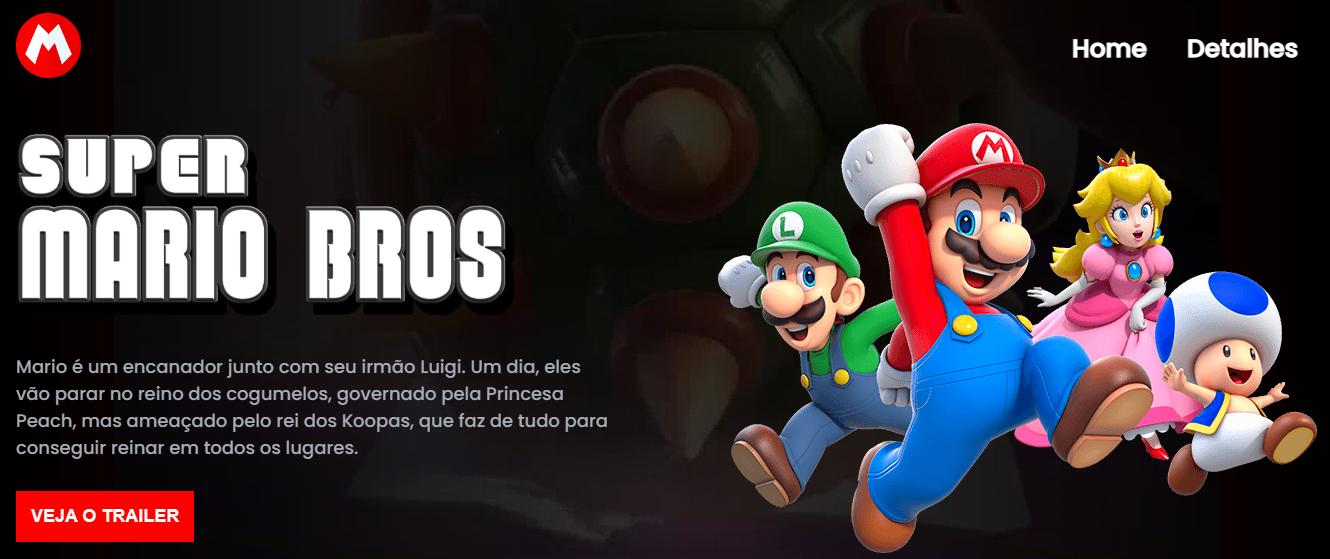 M
Home Detalhes
SUPER
MARIO BROS
M
L
Mario é um encanador junto com seu irmão Luigi. Um dia, eles
vão parar no reino dos cogumelos, governado pela Princesa
Peach, mas ameaçado pelo rei dos Koopas, que faz de tudo para
conseguir reinar em todos os lugares.
VEJA O TRAILER